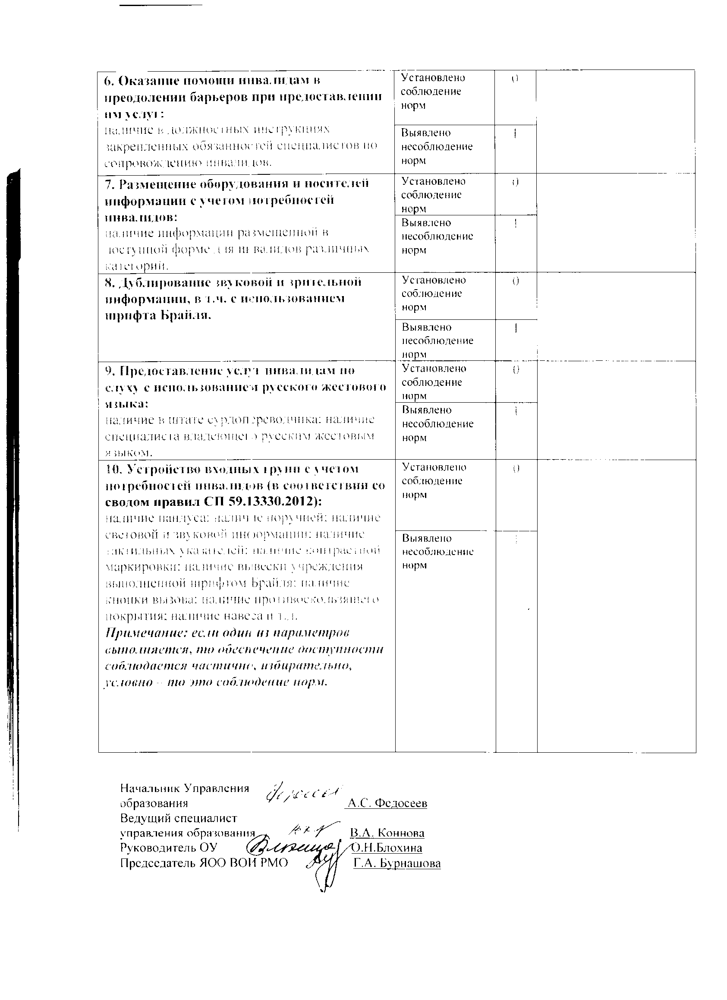 6. Оказание помощи инвалидам в
преодолении барьеров при предоставлении
им услуг:
наличие в должностных инструкциях
закрепленных обязанностей специалистов по
сопровождению инвалидов.
Установлено
соблюдение
норм
0
Выявлено
несоблюдение
норм
1
7. Размещение оборудования и носителей
информации с учетом потребностей
инвалидов:
наличие информации размещенной в
доступной форме для инвалидов различных
категорий.
Установлено
соблюдение
норм
0
Выявлено
несоблюдение
норм
1
8. Дублирование звуковой и зрительной
информации, в т.ч. с использованием
шрифта Брайля.
Установлено
соблюдение
норм
0
Выявлено
несоблюдение
норм
1
9. Предоставление услуг инвалидам по
слуху с использованием русского жестового
языка:
наличие в штате сурдопереводчика; наличие
специалиста владеющего русским жестовым
языком.
Установлено
соблюдение
норм
0
Выявлено
несоблюдение
норм
1
10. Устройство входных групп с учетом
потребностей инвалидов (в соответствии со
сводом правил СП 59.13330.2012):
наличие пандуса; наличие поручней; наличие
световой и звуковой информации; наличие
тактильных указателей; наличие контрастной
маркировки; наличие вывески учреждения
выполненной шрифтом Брайля; наличие
кнопки вызова; наличие противоскользящего
покрытия; наличие навеса и т.д.
Примечание: если один из параметров
выполняется, то обеспечение доступности
соблюдается частично, избирательно,
условно – то это соблюдение норм.
Установлено
соблюдение
норм
0
Выявлено
несоблюдение
норм
1
Начальник Управления
образования А.С. Федосеев
Ведущий специалист
управления образования В.А. Коннова
Руководитель ОУ О.Н.Блохина
Председатель ЯОО ВОИ РМО Г.А. Бурнашова